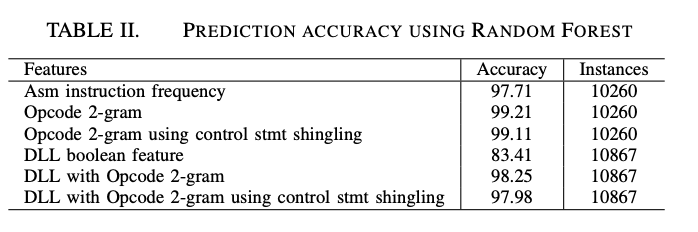 TABLE II. PREDICTION ACCURACY USING RANDOM FOREST
Features Accuracy Instances
Asm instruction frequency 97.71 10260
Opcode 2-gram 99.21 10260
Opcode 2-gram using control stmt shingling 99.11 10260
DLL boolean feature 83.41 10867
DLL with Opcode 2-gram 98.25 10867
DLL with Opcode 2-gram using control stmt shingling 97.98 10867